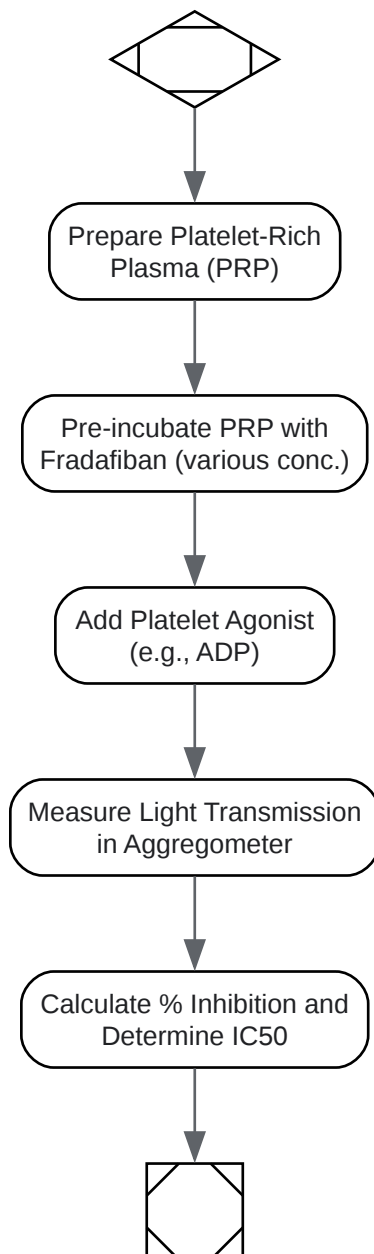 Prepare Platelet-Rich
Plasma (PRP)
Pre-incubate PRP with
Fradafiban (various conc.)
Add Platelet Agonist
(e.g., ADP)
Measure Light Transmission
in Aggregometer
Calculate % Inhibition and
Determine IC50